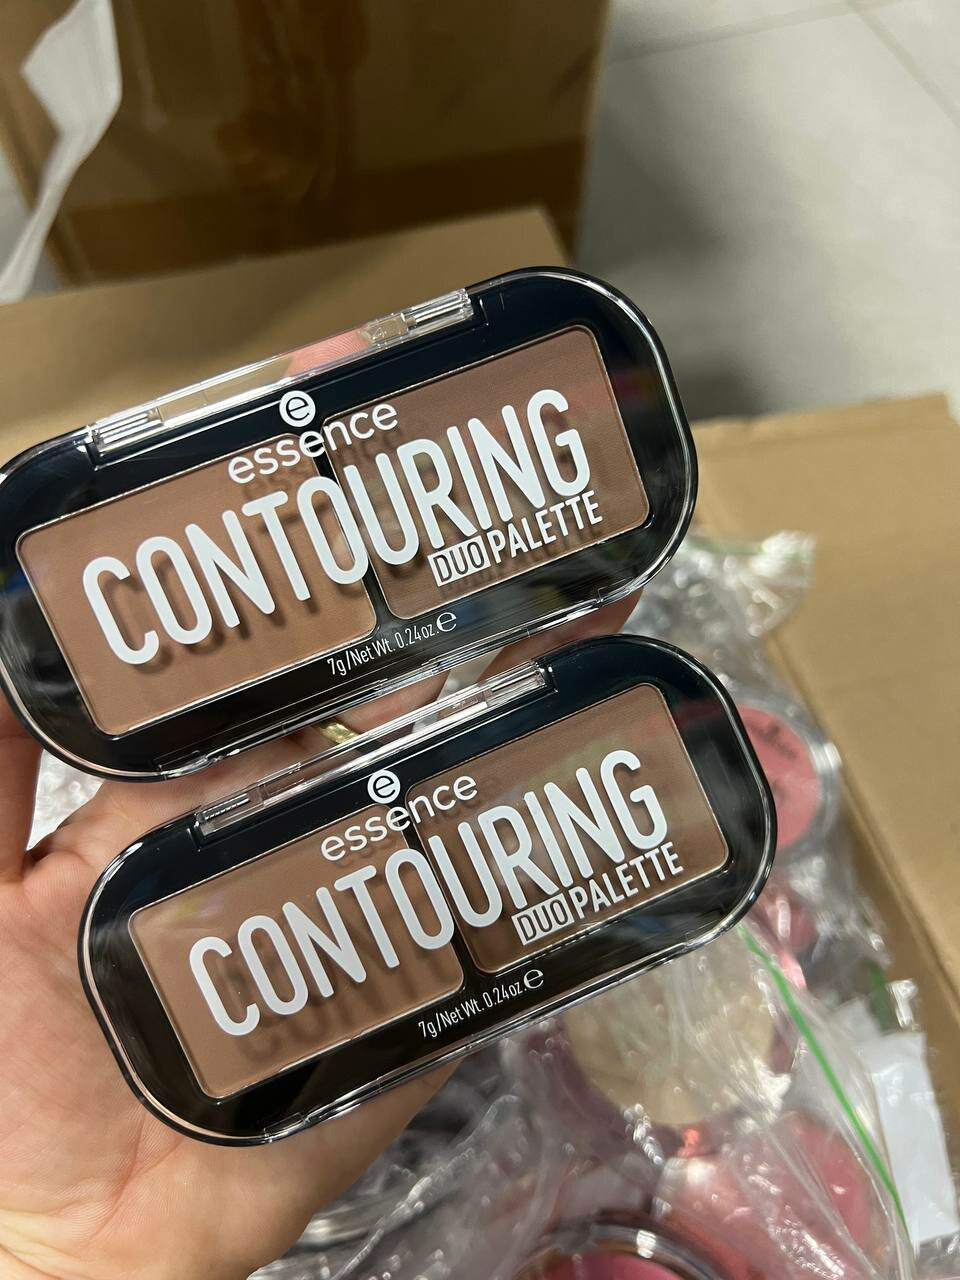 e
essence
CONTOURING
DUO PALETTE
7g/Net Wt. 0.24oz.℮
e
essence
CONTOURING
DUO PALETTE
7g/Net Wt. 0.24oz.℮